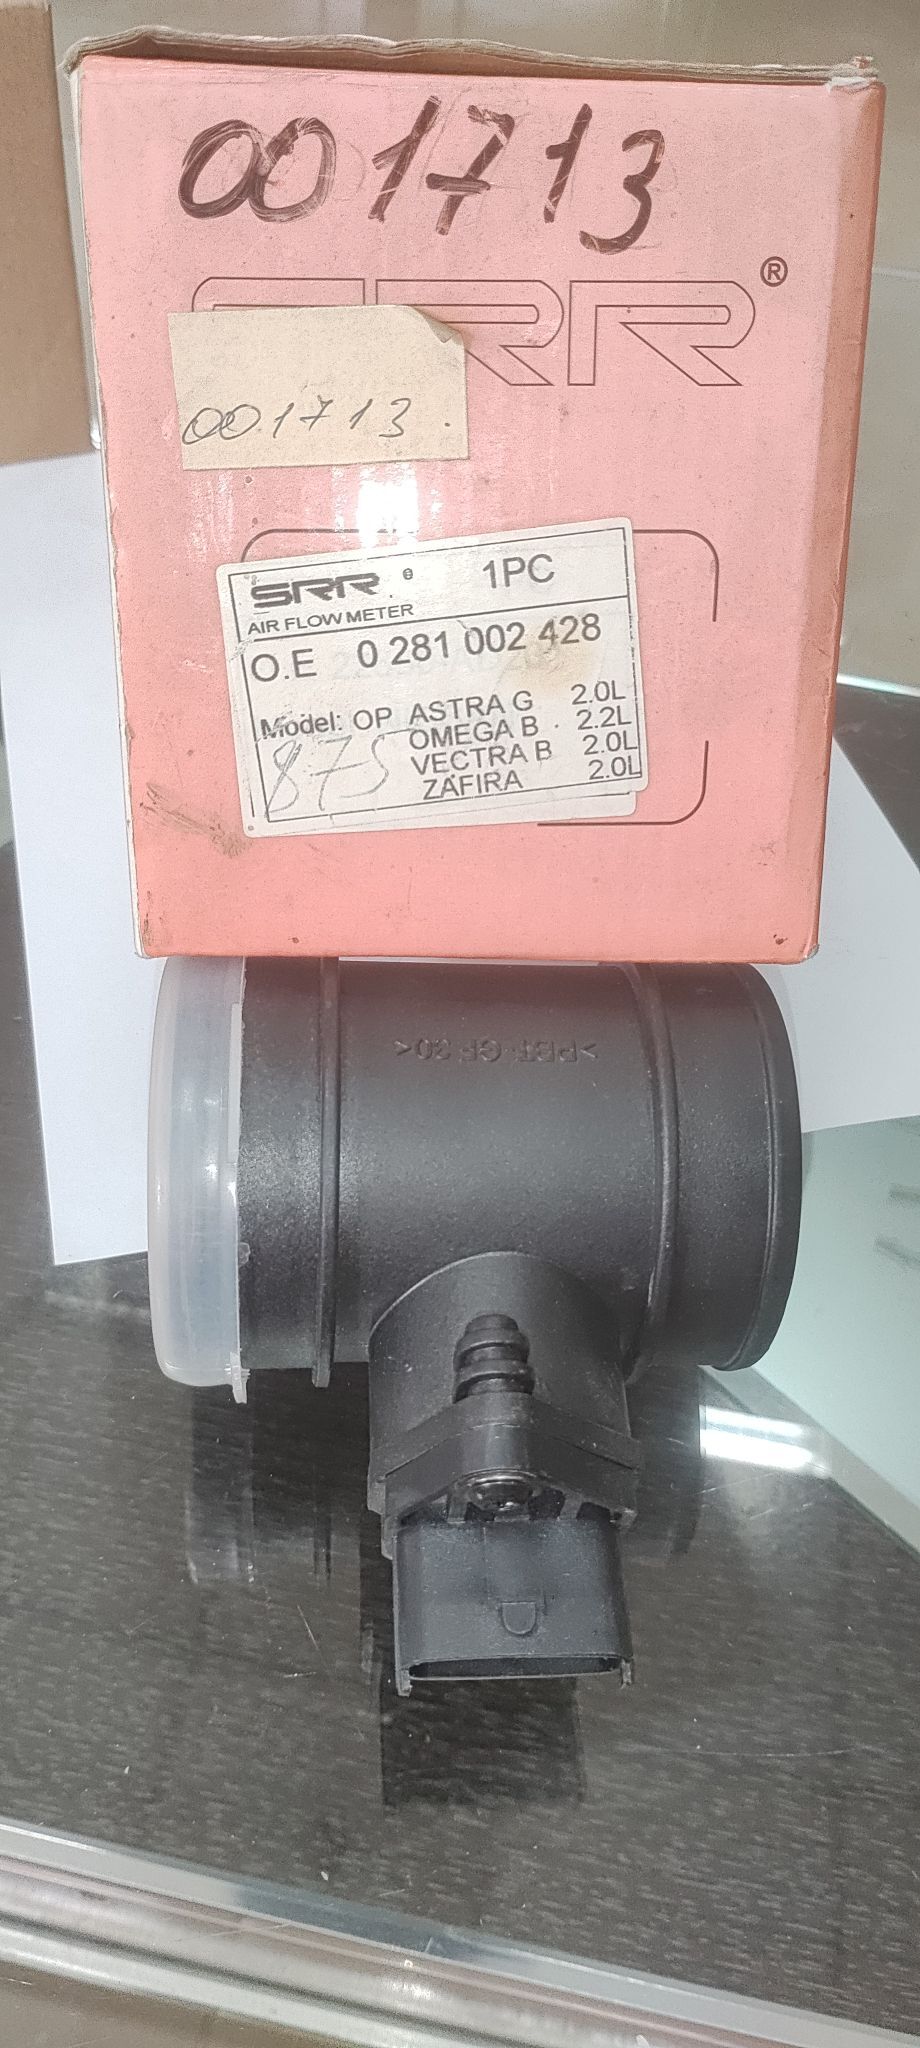 001713
SRR®
001713.
SRR ® 1PC
AIR FLOW METER
O.E 0 281 002 428
Model: OP ASTRA G 2.0L
OMEGA B 2.2L
VECTRA B 2.0L
ZAFIRA 2.0L
875
>PBT-GF 30<